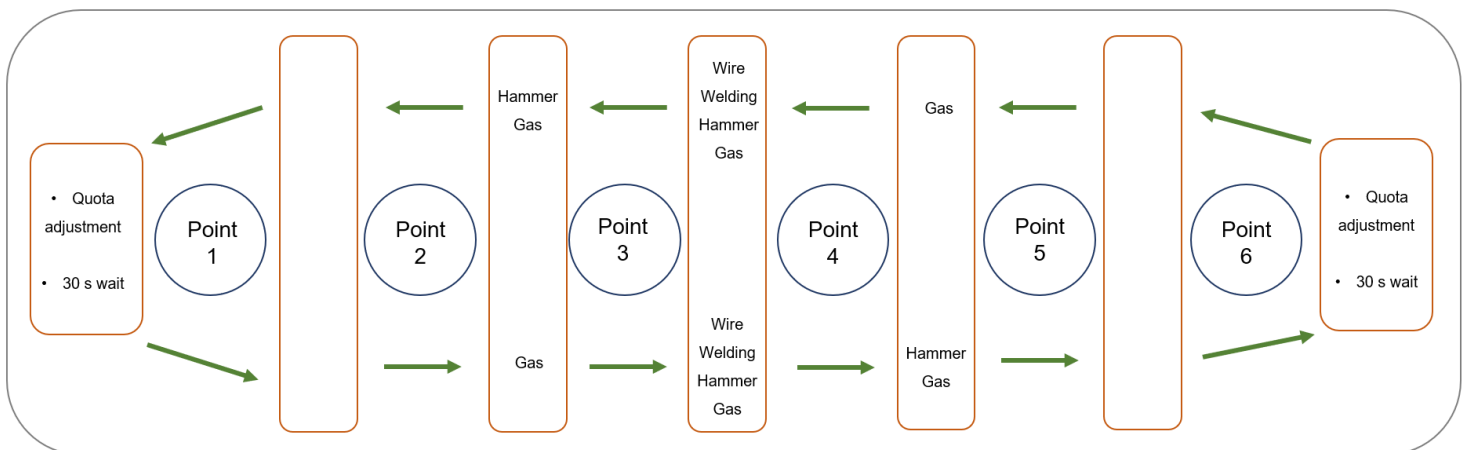 • Quota
adjustment
• 30 s wait
Point
1
Point
2
Hammer
Gas
Gas
Point
3
Wire
Welding
Hammer
Gas
Wire
Welding
Hammer
Gas
Point
4
Gas
Hammer
Gas
Point
5
Point
6
• Quota
adjustment
• 30 s wait